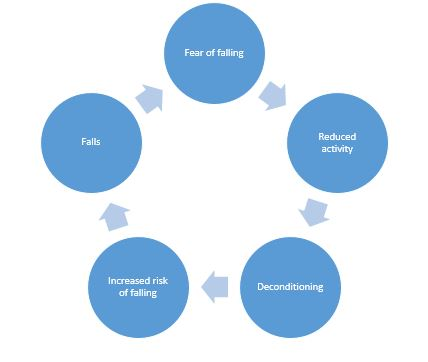 Fear of falling
Reduced
activity
Deconditioning
Increased risk
of falling
Falls